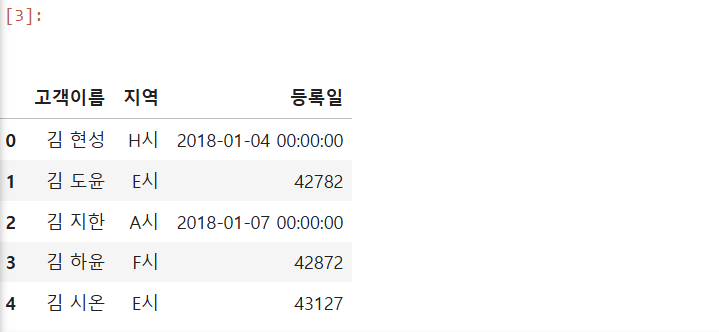 [3]:
고객이름 지역 등록일
0 김 현성 H시 2018-01-04 00:00:00
1 김 도윤 E시 42782
2 김 지한 A시 2018-01-07 00:00:00
3 김 하윤 F시 42872
4 김 시온 E시 43127